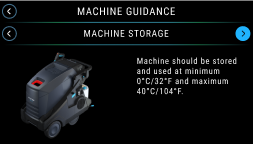 MACHINE GUIDANCE
MACHINE STORAGE
Machine should be stored
and used at minimum
0°C/32°F and maximum
40°C/104°F.